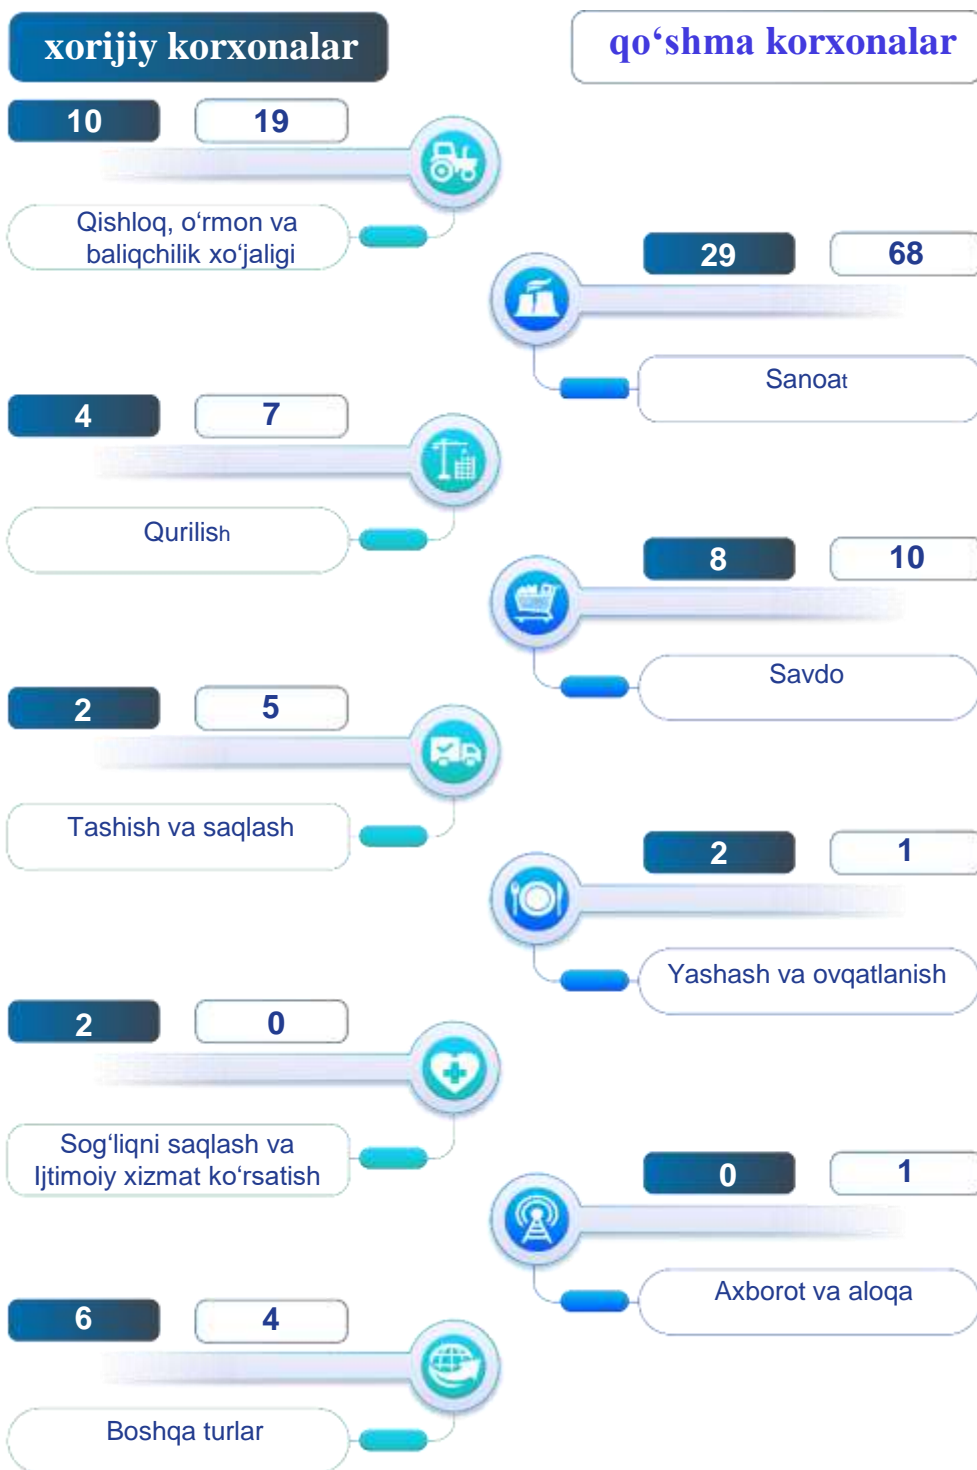 xorijiy korxonalar
qo‘shma korxonalar
10
19
Qishloq, o‘rmon va
baliqchilik xo‘jaligi
29
68
Sanoat
4
7
Qurilish
8
10
Savdo
2
5
Tashish va saqlash
2
1
Yashash va ovqatlanish
2
0
Sog‘liqni saqlash va
Ijtimoiy xizmat ko‘rsatish
0
1
Axborot va aloqa
6
4
Boshqa turlar